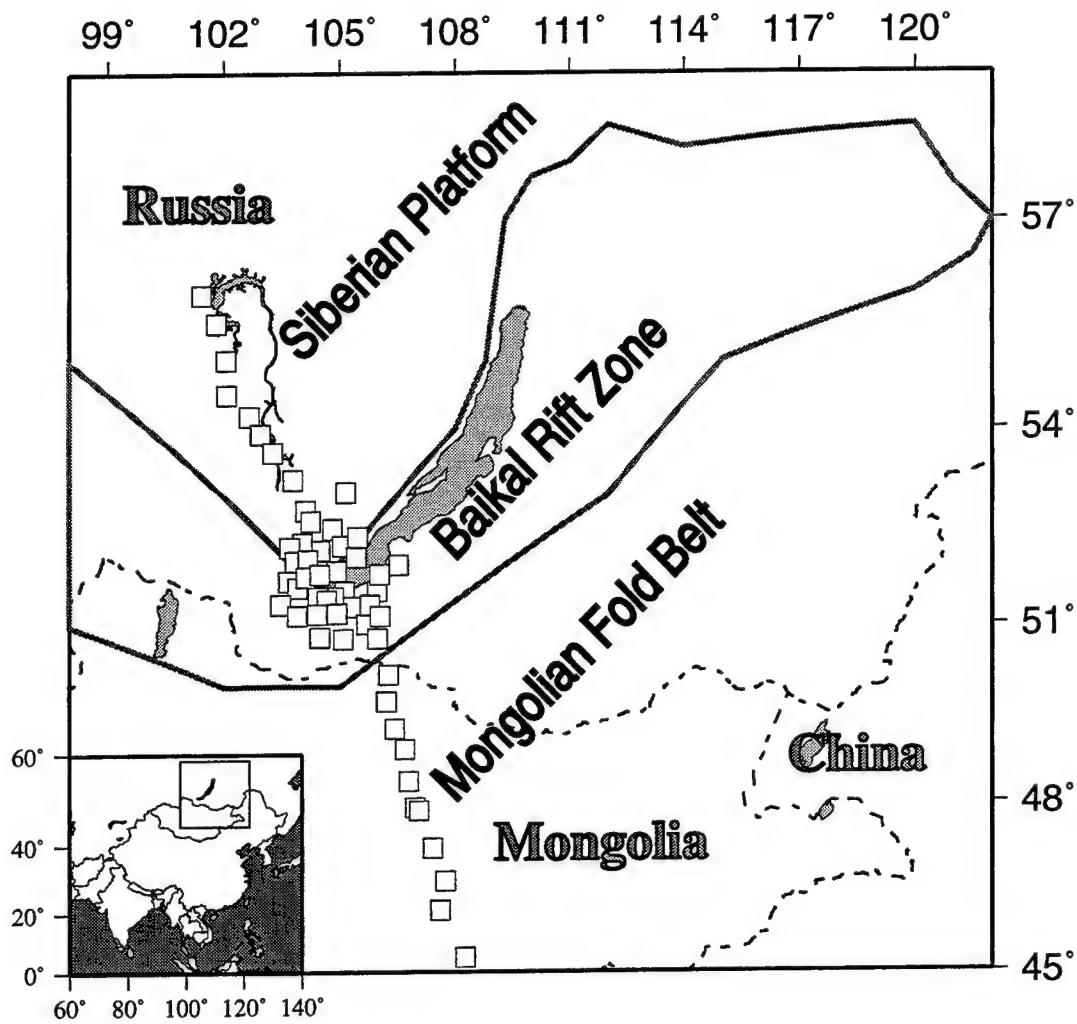 99° 102° 105° 108° 111° 114° 117° 120°
Russia
Siberian Platform
57°
54°
Baikal Rift Zone
51°
Mongolian Fold Belt
China
48°
Mongolia
45°
60°
40°
20°
0°
60° 80° 100° 120° 140°